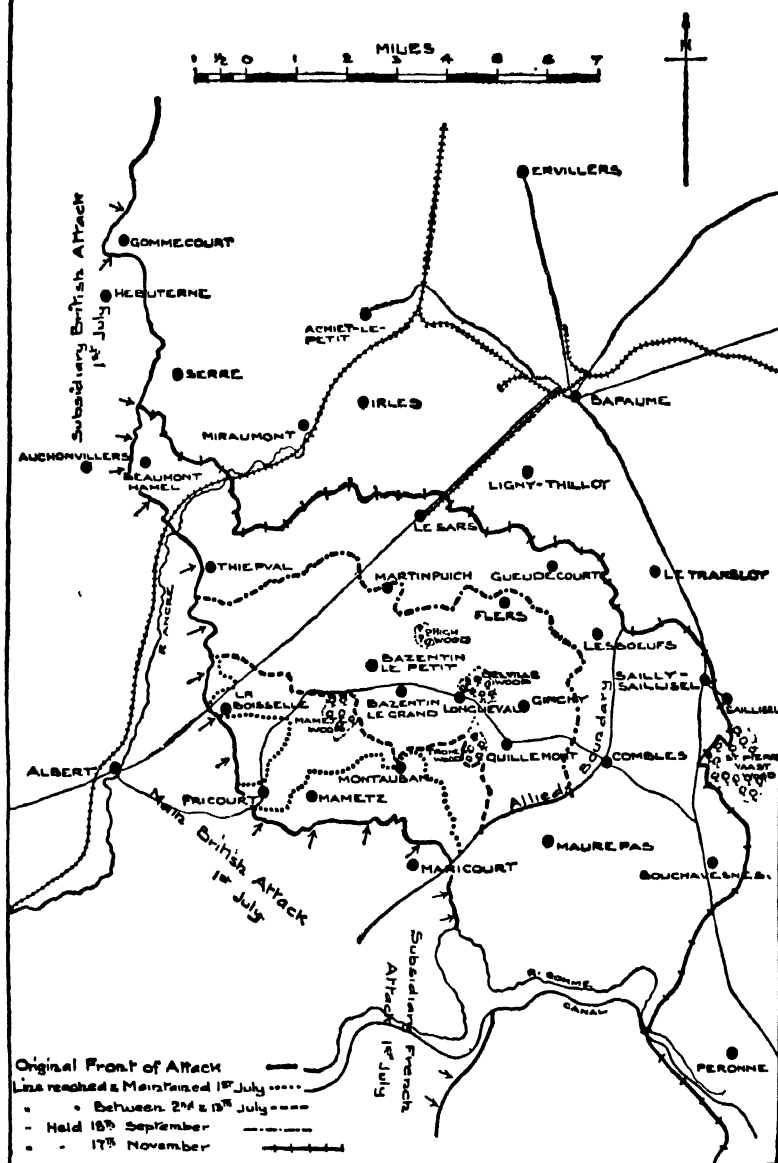 MILES
1 ½ 0 1 2 3 4 5 6 7
N
ERVILLERS
Subsidiary British Attack
1st July
GOMMECOURT
HEBUTERNE
ACHIET-LE-
PETIT
SERRE
IRLES
BAPAUME
MIRAUMONT
AUCHONVILLERS
BEAUMONT
HAMEL
LIGNY-THILLOY
LE SARS
THIEPVAL
MARTINPUICH
GUEUDECOURT
LE TRANSLOY
FLERS
R. ANCRE
HIGH
WOOD
LESBOEUFS
BAZENTIN
LE PETIT
DELVILLE
WOOD
SAILLY-
SAILLISEL
LA
BOISSELLE
MAMETZ
WOOD
BAZENTIN
LE GRAND
LONGUEVAL
GINCHY
SAILLISEL
ALBERT
TRONES
WOOD
GUILLEMONT
COMBLES
ST PIERRE
VAAST
WOOD
MONTAUBAN
FRICOURT
MAMETZ
Allied Boundary
Main British Attack
1st July
MARICOURT
MAUREPAS
BOUCHAVESNES.
Subsidiary French
Attack 1st July
R. SOMME
CANAL
PERONNE
Original Front of Attack
Line reached & Maintained 1st July
" " Between 2nd & 13th July
" Held 18th September
" " 17th November